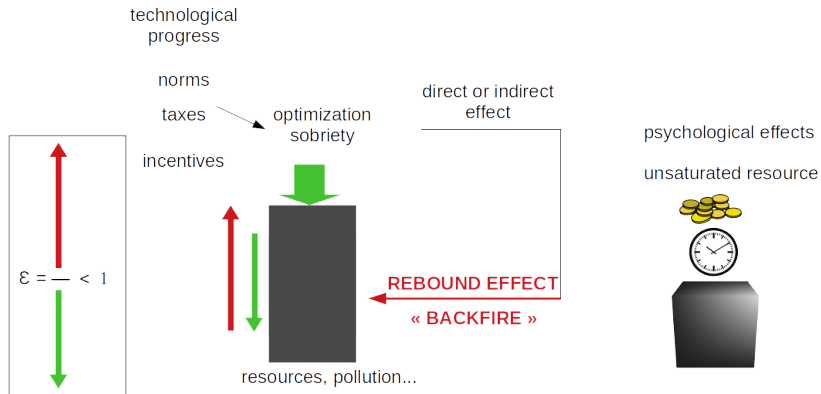 technological
progress
norms
taxes
incentives
optimization
sobriety
direct or indirect
effect
psychological effects
unsaturated resource
ε = — < 1
REBOUND EFFECT
« BACKFIRE »
resources, pollution...